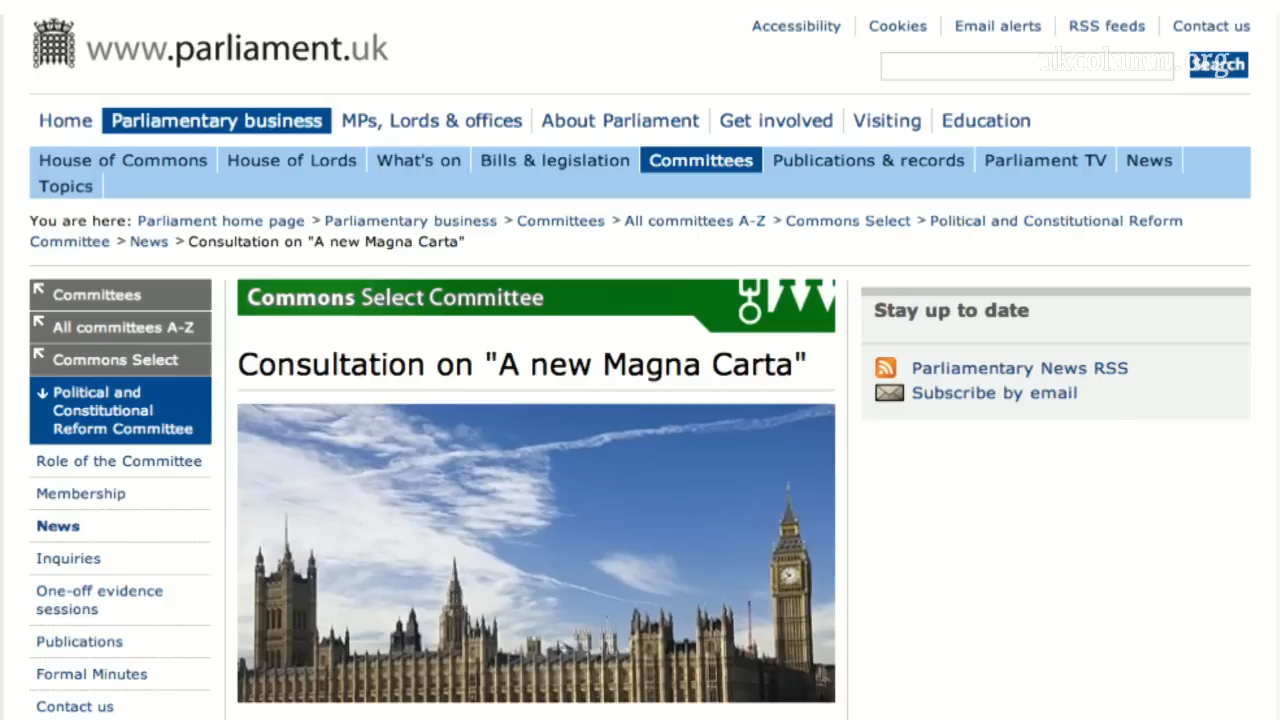 www.parliament.uk
Accessibility
Cookies
Email alerts
RSS feeds
Contact us
ukcolumn.org
Search
Home
Parliamentary business
MPs, Lords & offices
About Parliament
Get involved
Visiting
Education
House of Commons
House of Lords
What's on
Bills & legislation
Committees
Publications & records
Parliament TV
News
Topics
You are here: Parliament home page > Parliamentary business > Committees > All committees A-Z > Commons Select > Political and Constitutional Reform
Committee > News > Consultation on "A new Magna Carta"
Committees
All committees A-Z
Commons Select
Political and
Constitutional
Reform Committee
Role of the Committee
Membership
News
Inquiries
One-off evidence
sessions
Publications
Formal Minutes
Contact us
Commons Select Committee
Consultation on "A new Magna Carta"
Stay up to date
Parliamentary News RSS
Subscribe by email